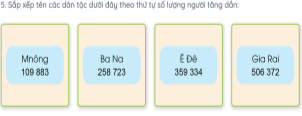 5. Sắp xếp tên các dân tộc dưới đây theo thứ tự số lượng người tăng dần:
Mnông
109 883
Ba Na
258 723
Ê Đê
359 334
Gia Rai
506 372